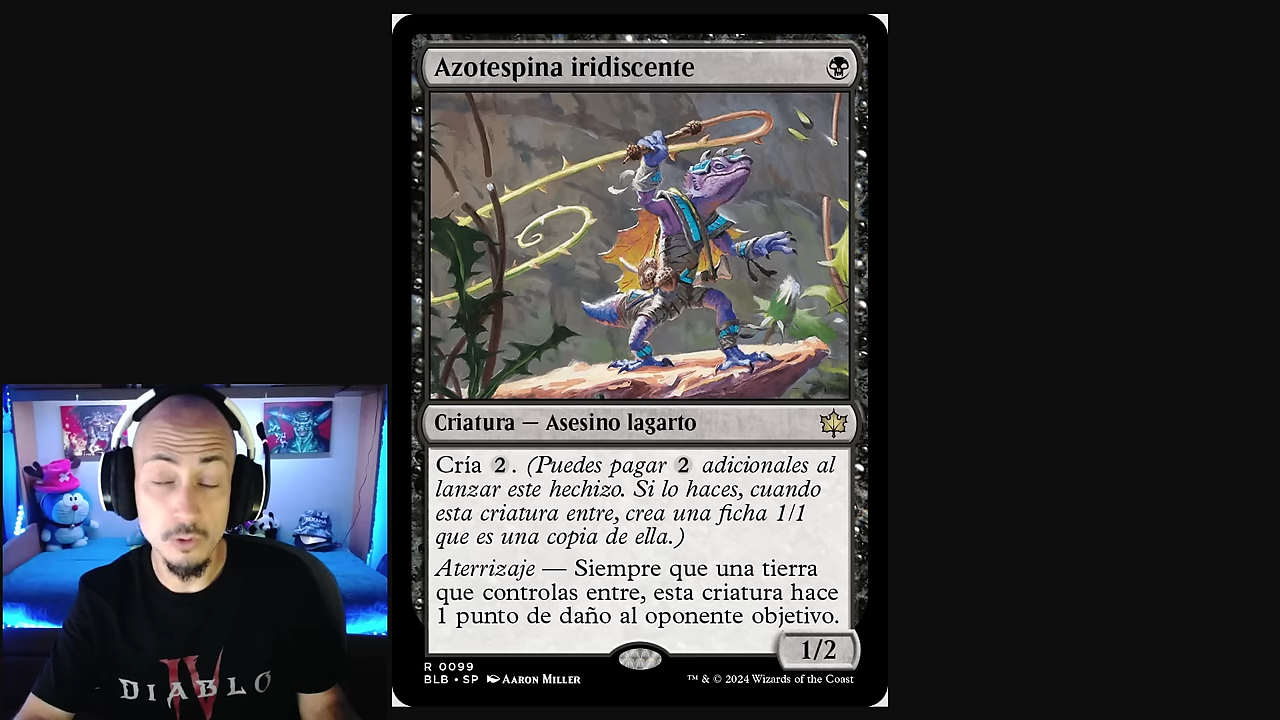 Azotespina iridiscente
Criatura — Asesino lagarto
Cría 2. (Puedes pagar 2 adicionales al
lanzar este hechizo. Si lo haces, cuando
esta criatura entre, crea una ficha 1/1
que es una copia de ella.)
Aterrizaje — Siempre que una tierra
que controlas entre, esta criatura hace
1 punto de daño al oponente objetivo.
1/2
R 0099
BLB • SP Aaron Miller
™ & © 2024 Wizards of the Coast
DIABLO
IV